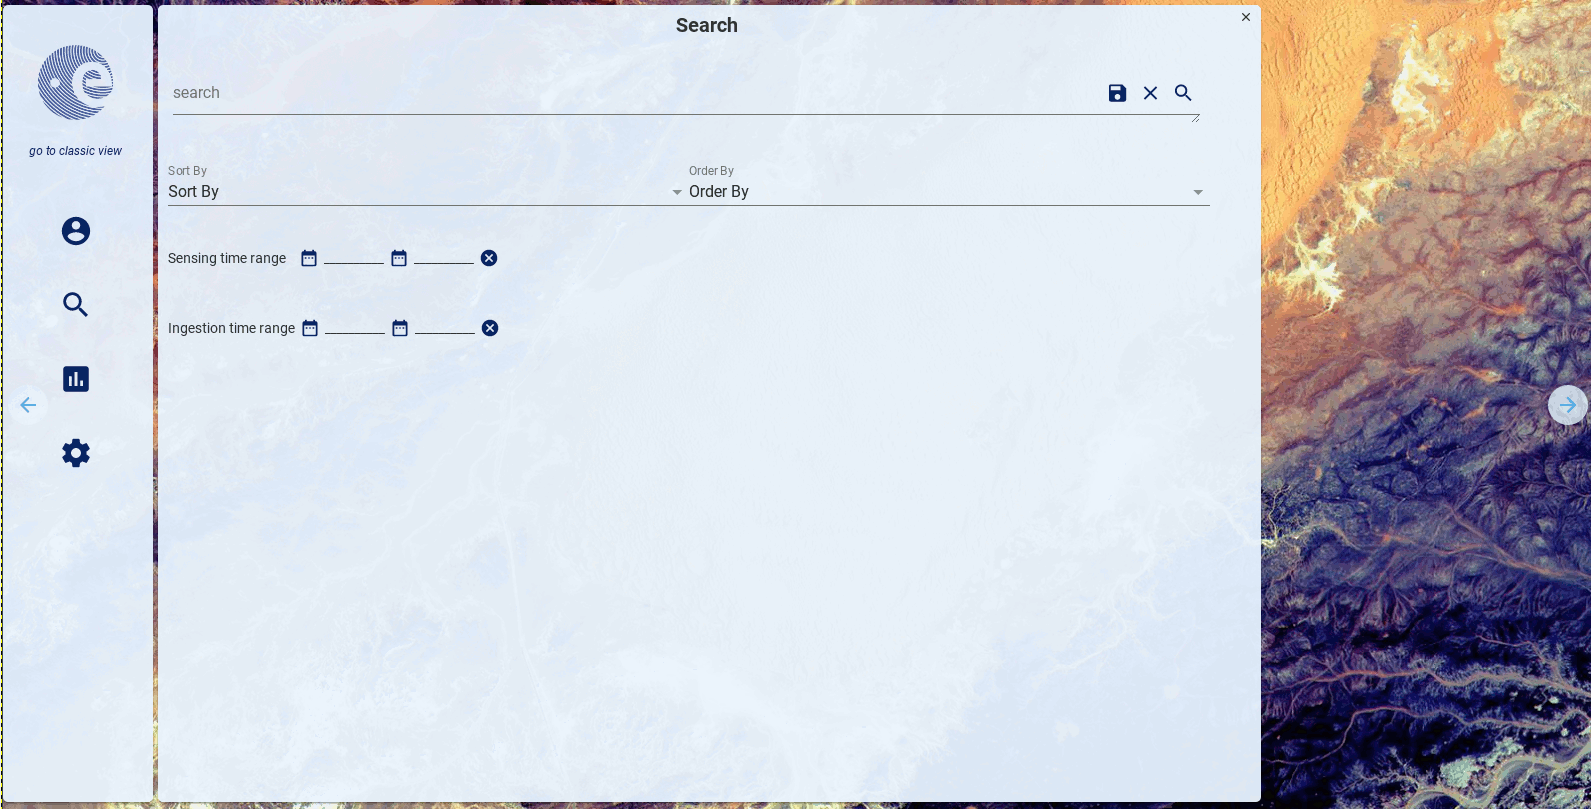 Search
search
go to classic view
Sort By
Sort By
Order By
Order By
Sensing time range
Ingestion time range